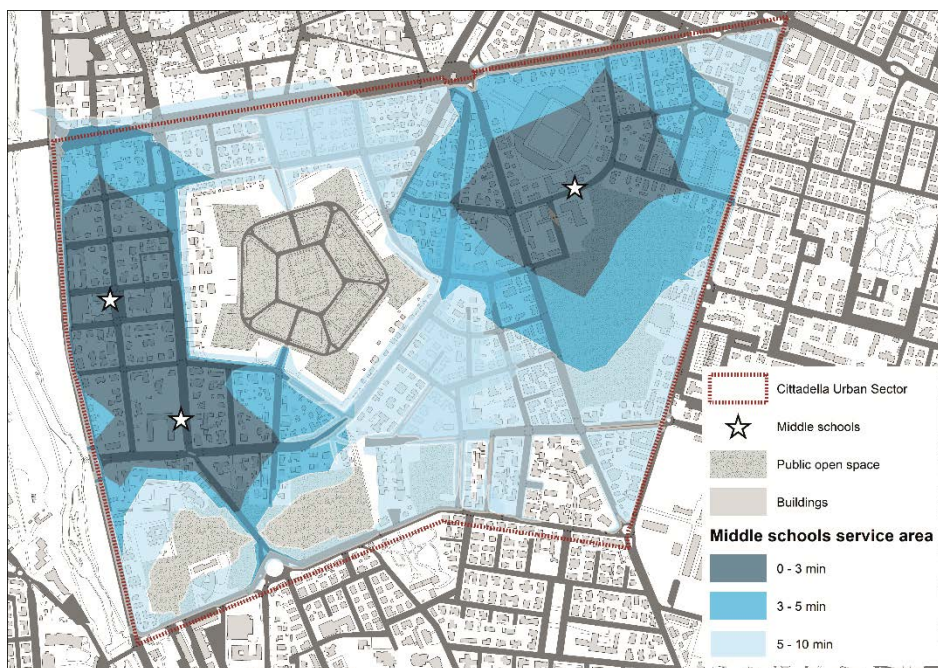 Cittadella Urban Sector
Middle schools
Public open space
Buildings
Middle schools service area
0 - 3 min
3 - 5 min
5 - 10 min